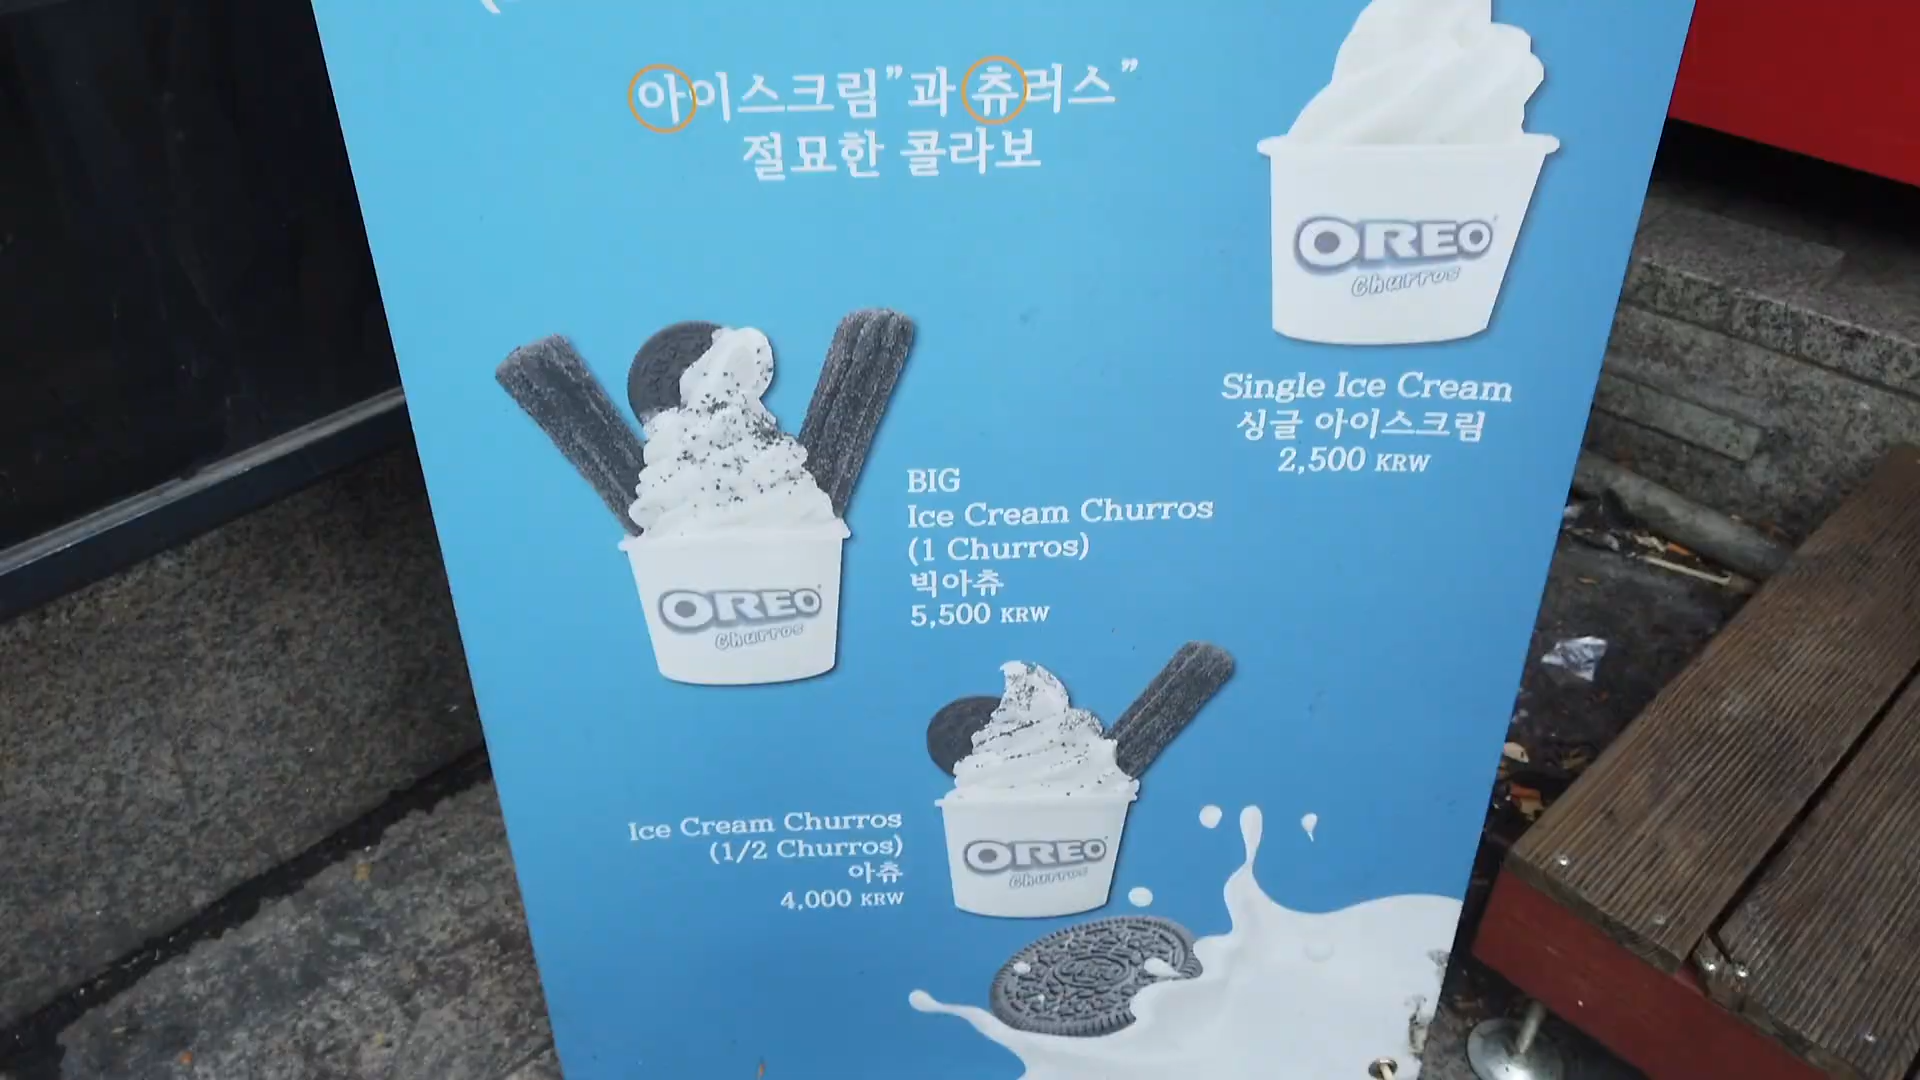 아이스크림”과 츄러스”
절묘한 콜라보
OREO
Churros
Single Ice Cream
싱글 아이스크림
2,500 KRW
BIG
Ice Cream Churros
(1 Churros)
빅아츄
5,500 KRW
OREO
Churros
Ice Cream Churros
(1/2 Churros)
아츄
4,000 KRW
OREO
Churros